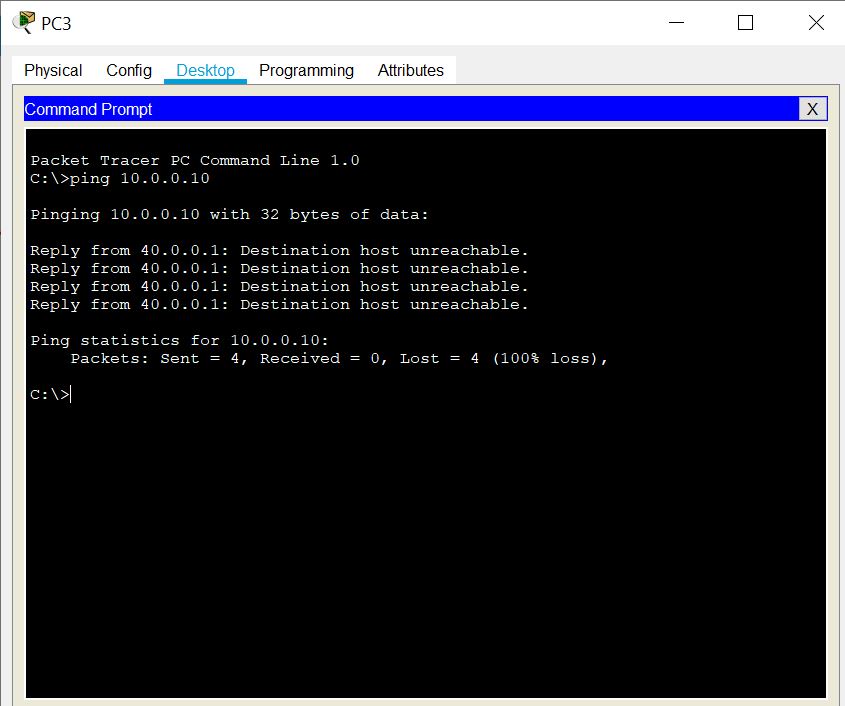 PC3
Physical Config Desktop Programming Attributes
Command Prompt X
Packet Tracer PC Command Line 1.0
C:\>ping 10.0.0.10
Pinging 10.0.0.10 with 32 bytes of data:
Reply from 40.0.0.1: Destination host unreachable.
Reply from 40.0.0.1: Destination host unreachable.
Reply from 40.0.0.1: Destination host unreachable.
Reply from 40.0.0.1: Destination host unreachable.
Ping statistics for 10.0.0.10:
Packets: Sent = 4, Received = 0, Lost = 4 (100% loss),
C:\>